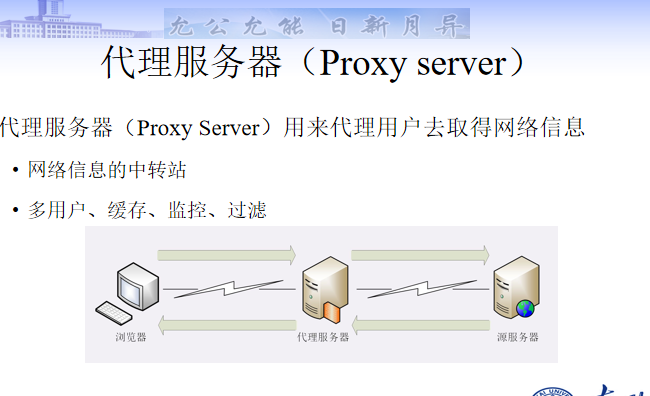 允公允能 日新月异
代理服务器（Proxy server）
代理服务器（Proxy Server）用来代理用户去取得网络信息
• 网络信息的中转站
• 多用户、缓存、监控、过滤
浏览器
代理服务器
源服务器